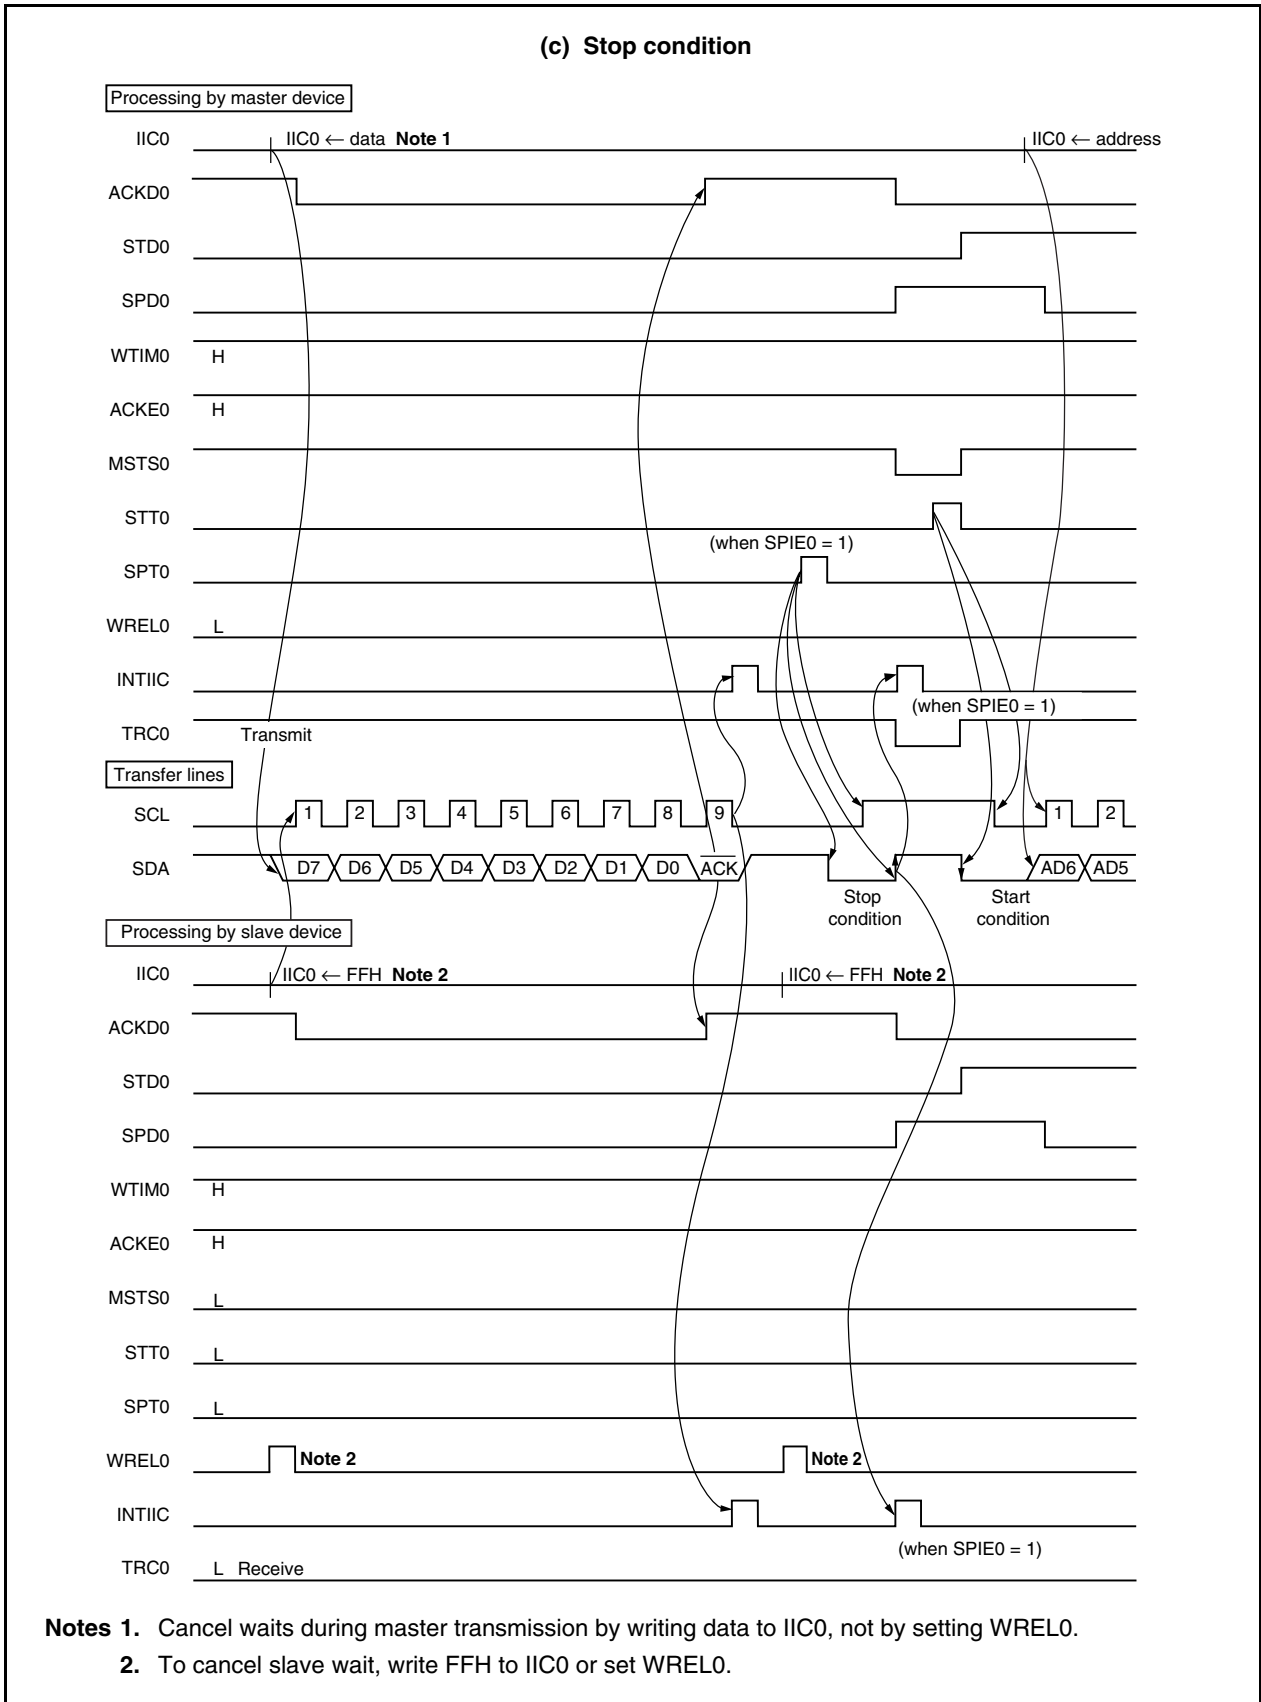 (c) Stop condition
Processing by master device
IIC0 IIC0 ← data Note 1 IIC0 ← address
ACKD0
STD0
SPD0
WTIM0 H
ACKE0 H
MSTS0
STT0
(when SPIE0 = 1)
SPT0
WREL0 L
INTIIC
(when SPIE0 = 1)
TRC0 Transmit
Transfer lines
SCL 1 2 3 4 5 6 7 8 9 1 2
SDA D7 D6 D5 D4 D3 D2 D1 D0 ACK AD6 AD5
Stop Start
condition condition
Processing by slave device
IIC0 IIC0 ← FFH Note 2 IIC0 ← FFH Note 2
ACKD0
STD0
SPD0
WTIM0 H
ACKE0 H
MSTS0 L
STT0 L
SPT0 L
WREL0 Note 2 Note 2
INTIIC
(when SPIE0 = 1)
TRC0 L Receive
Notes 1. Cancel waits during master transmission by writing data to IIC0, not by setting WREL0.
2. To cancel slave wait, write FFH to IIC0 or set WREL0.